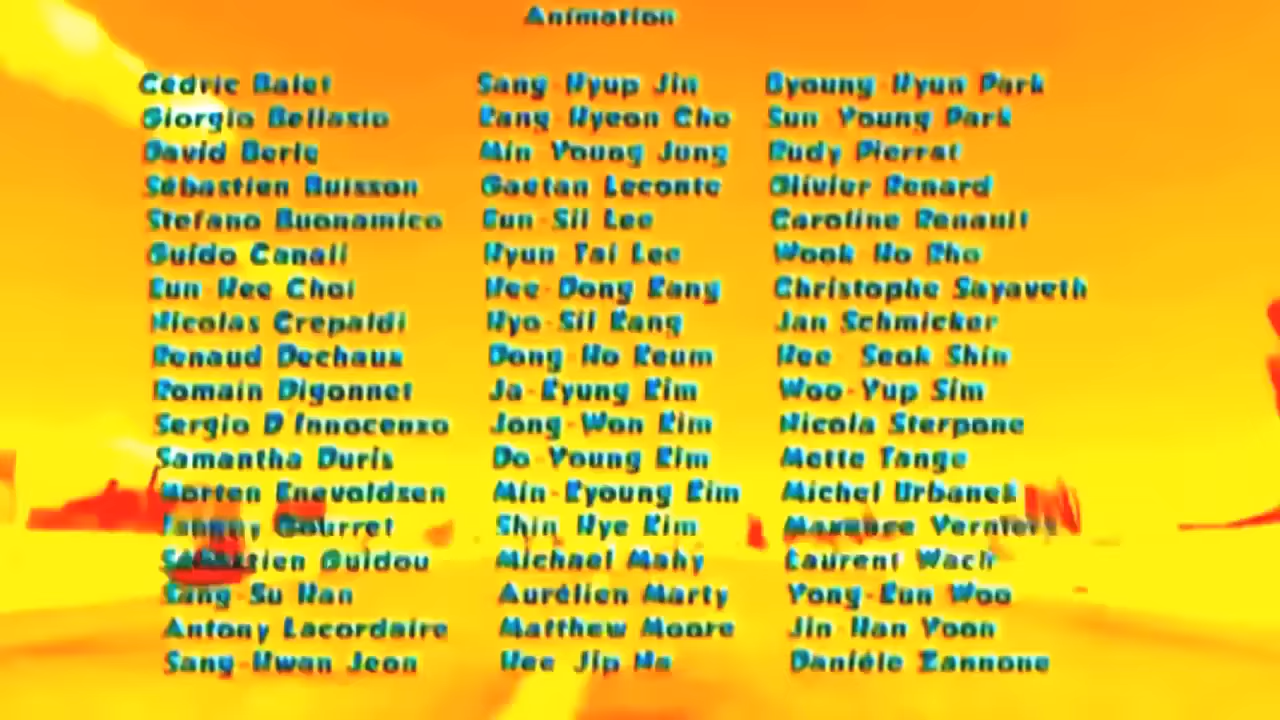 Animation
Cedric Balet Sang-Hyup Jin Byoung-Hyun Park
Giorgio Bellasio Kang-Hyeon Cho Sun-Young Park
David Berle Min-Young Jung Rudy Pierrat
Sébastien Buisson Gaëtan Leconte Olivier Renard
Stefano Buonamico Eun-Sil Lee Caroline Renault
Guido Canali Hyun-Tai Lee Wook-Ho Rho
Eun-Hee Choi Hee-Dong Kang Christophe Sayaveth
Nicolas Crepaldi Hyo-Sil Kang Jan Schmicker
Renaud Dechaux Dong-Ho Keum Hee-Seok Shin
Romain Digonnet Ja-Kyung Kim Woo-Yup Sim
Sergio D'Innocenzo Jong-Won Kim Nicola Sterpone
Samantha Duris Do-Young Kim Mette Tange
Morten Enevoldsen Min-Kyoung Kim Michel Urbanek
Gourret Shin-Hye Kim
Sébastien Guidou Michael Mahy Laurent Wach
Sang-Su Han Aurélien Marty Yong-Eun Woo
Antony Lacordaire Matthew Moore Jin-Han Yoon
Sang-Hwan Jeon Hee-Jip Na Danièle Zannone